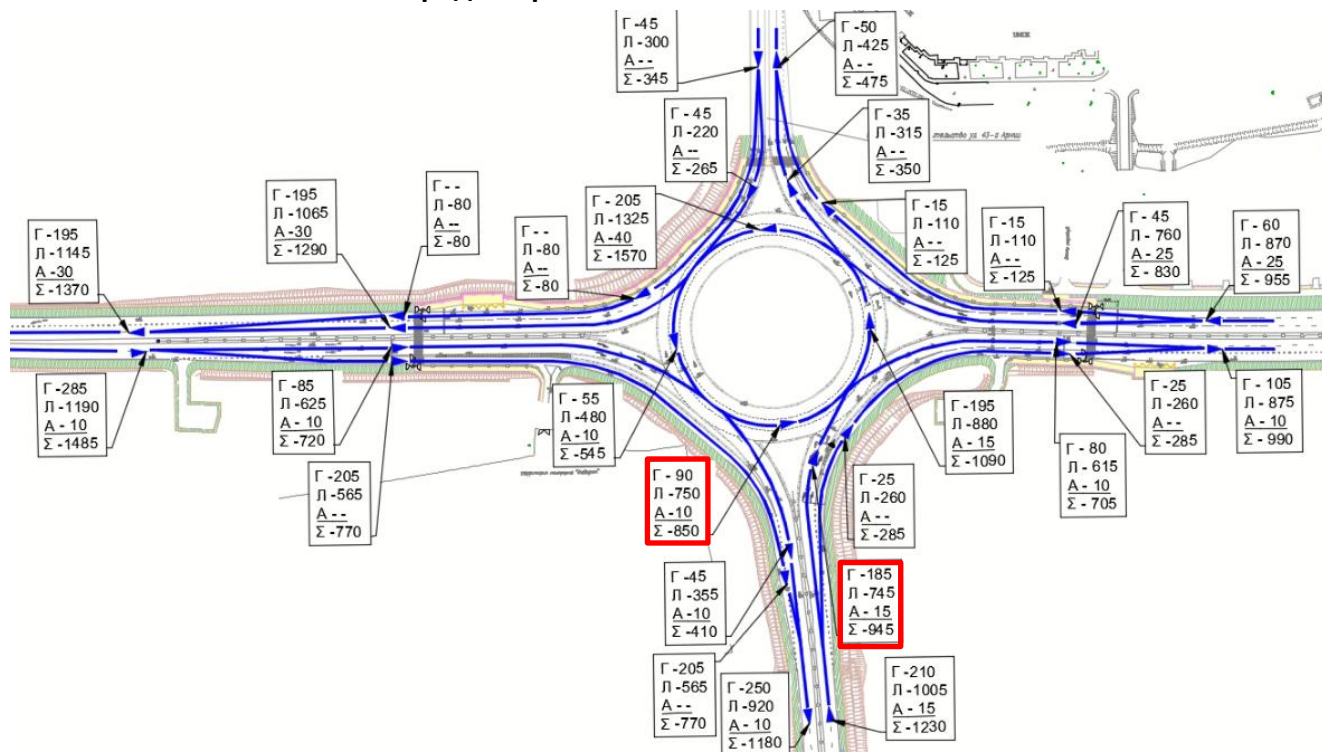 Г -45
Л -300
А - -
Σ -345
Г -50
Л -425
А - -
Σ -475
Г - 45
Л -220
А --
Σ -265
Г -35
Л -315
А - -
Σ -350
Г -195
Л -1065
А -30
Σ -1290
Г - -
Л -80
А --
Σ -80
Г - 205
Л -1325
А -40
Σ -1570
Г -15
Л -110
А - -
Σ -125
Г -15
Л -110
А - -
Σ -125
Г - 45
Л - 760
А - 25
Σ - 830
Г - 60
Л - 870
А - 25
Σ - 955
Г -195
Л -1145
А -30
Σ -1370
Г - -
Л -80
А --
Σ -80
Г -285
Л -1190
А - 10
Σ -1485
Г -85
Л -625
А - 10
Σ -720
Г - 55
Л - 480
А - 10
Σ -545
Г -195
Л - 880
А - 15
Σ -1090
Г - 25
Л -260
А --
Σ -285
Г - 105
Л - 875
А - 10
Σ - 990
Г -205
Л -565
А - -
Σ -770
Г - 90
Л -750
А -10
Σ -850
Г -25
Л -260
А - -
Σ -285
Г - 80
Л - 615
А - 10
Σ - 705
Г -45
Л -355
А -10
Σ -410
Г -185
Л -745
А - 15
Σ -945
Г -205
Л -565
А --
Σ -770
Г -250
Л -920
А - 10
Σ -1180
Г -210
Л -1005
А - 15
Σ -1230